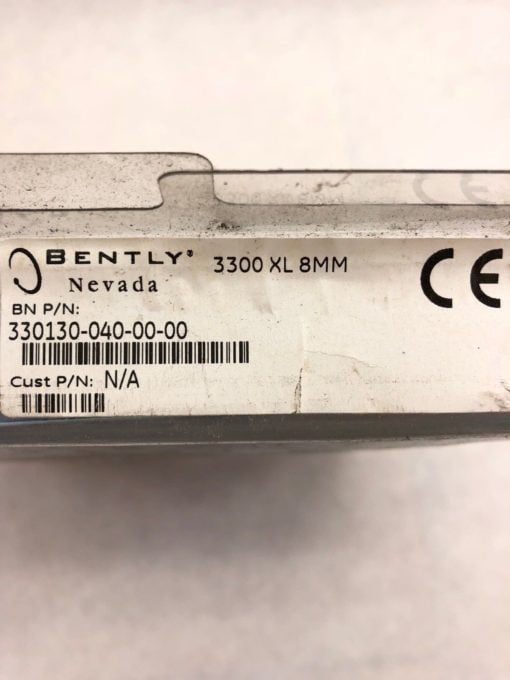 BENTLY® 3300 XL 8MM CE
Nevada
BN P/N:
330130-040-00-00
Cust P/N: N/A